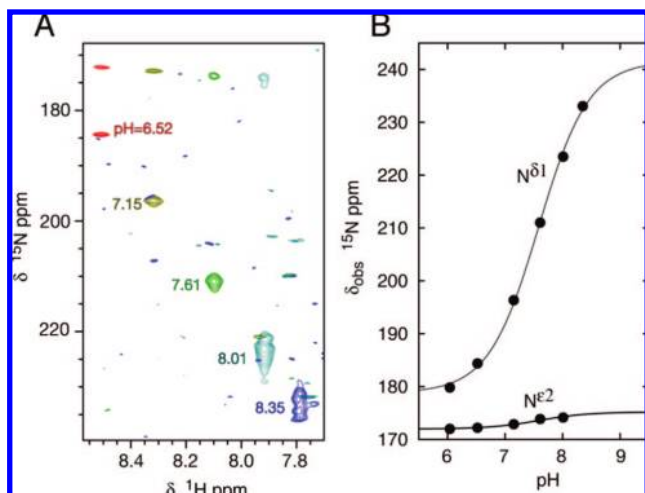 A
B
180
200
220
δ ¹⁵N ppm
pH=6.52
7.15
7.61
8.01
8.35
8.4
8.2
8.0
7.8
δ ¹H ppm
240
230
220
210
200
190
180
170
δobs ¹⁵N ppm
Nδ1
Nε2
6
7
8
9
pH